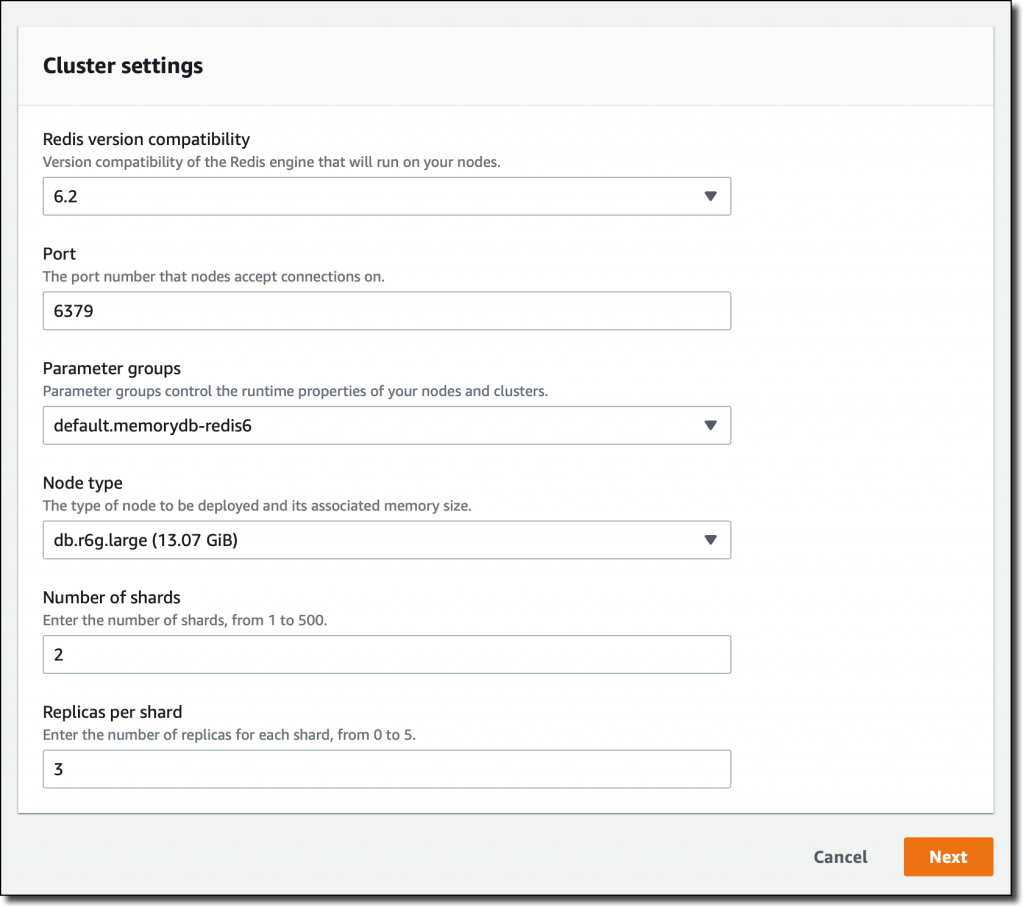 Cluster settings
Redis version compatibility
Version compatibility of the Redis engine that will run on your nodes.
6.2
Port
The port number that nodes accept connections on.
6379
Parameter groups
Parameter groups control the runtime properties of your nodes and clusters.
default.memorydb-redis6
Node type
The type of node to be deployed and its associated memory size.
db.r6g.large (13.07 GiB)
Number of shards
Enter the number of shards, from 1 to 500.
2
Replicas per shard
Enter the number of replicas for each shard, from 0 to 5.
3
Cancel Next